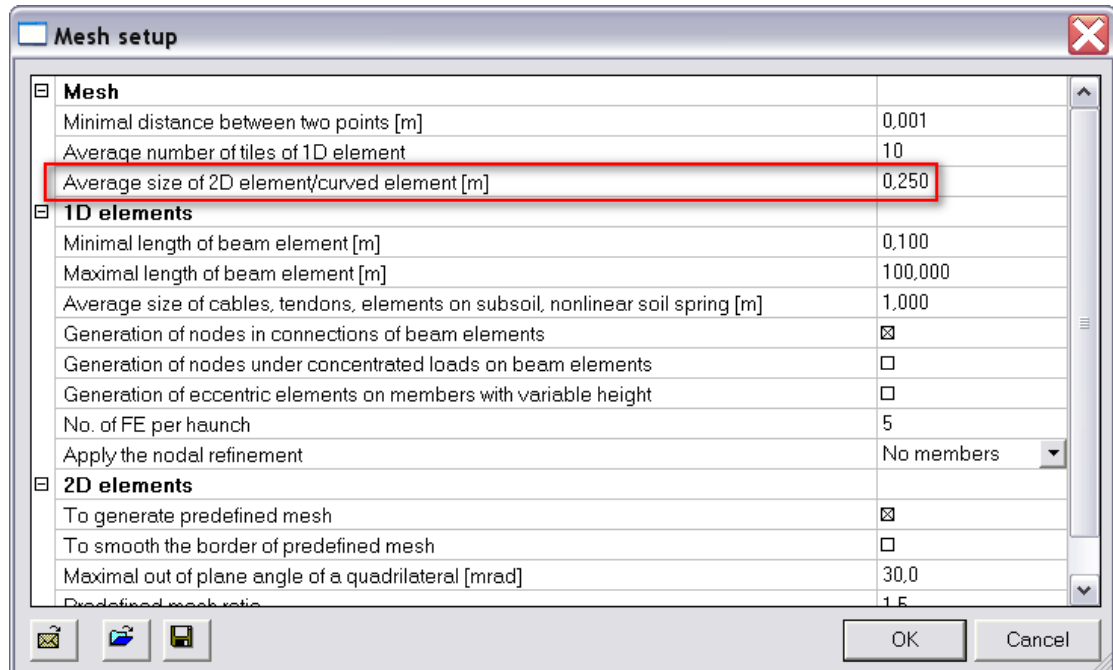 Mesh setup
Mesh
Minimal distance between two points [m] 0,001
Average number of tiles of 1D element 10
Average size of 2D element/curved element [m] 0,250
1D elements
Minimal length of beam element [m] 0,100
Maximal length of beam element [m] 100,000
Average size of cables, tendons, elements on subsoil, nonlinear soil spring [m] 1,000
Generation of nodes in connections of beam elements
Generation of nodes under concentrated loads on beam elements
Generation of eccentric elements on members with variable height
No. of FE per haunch 5
Apply the nodal refinement No members
2D elements
To generate predefined mesh
To smooth the border of predefined mesh
Maximal out of plane angle of a quadrilateral [mrad] 30,0
Predefined mesh ratio 1,5
OK Cancel